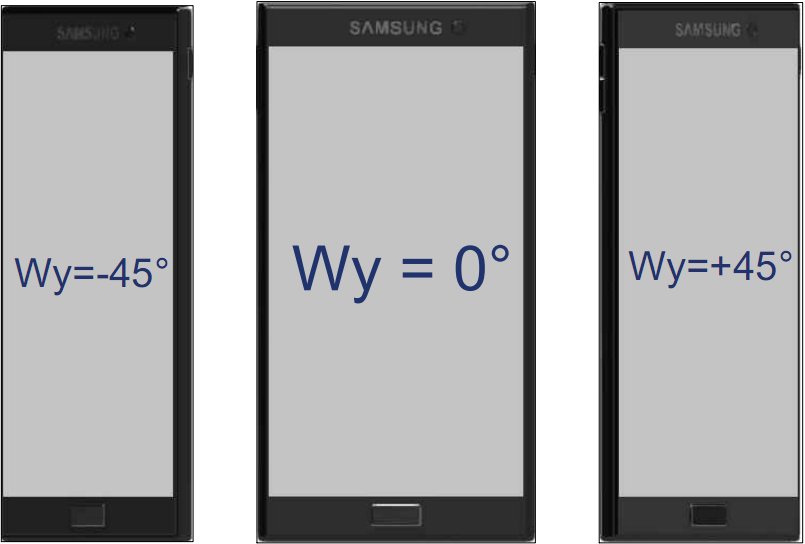 SAMSUNG
SAMSUNG
SAMSUNG
Wy=-45°
Wy = 0°
Wy=+45°